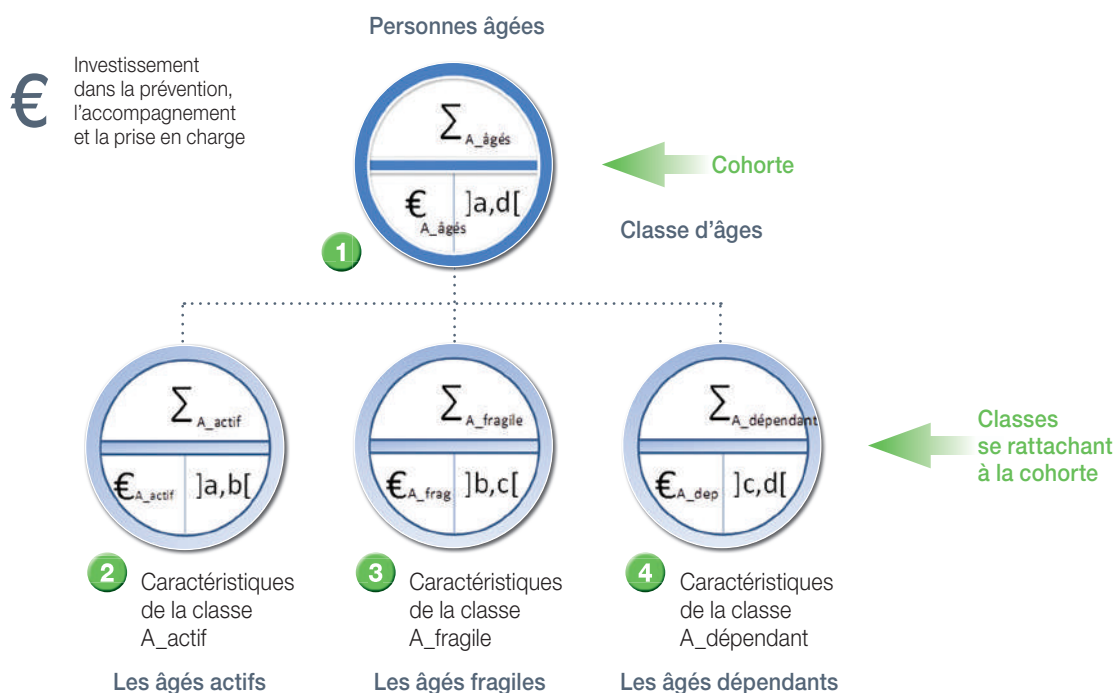 Personnes âgées
€
Investissement
dans la prévention,
l'accompagnement
et la prise en charge
∑A_âgés
€A_âgés ]a,d[
Cohorte
Classe d'âges
1
∑A_actif
€A_actif ]a,b[
∑A_fragile
€A_frag ]b,c[
∑A_dépendant
€A_dep ]c,d[
Classes
se rattachant
à la cohorte
2
Caractéristiques
de la classe
A_actif
Les âgés actifs
3
Caractéristiques
de la classe
A_fragile
Les âgés fragiles
4
Caractéristiques
de la classe
A_dépendant
Les âgés dépendants